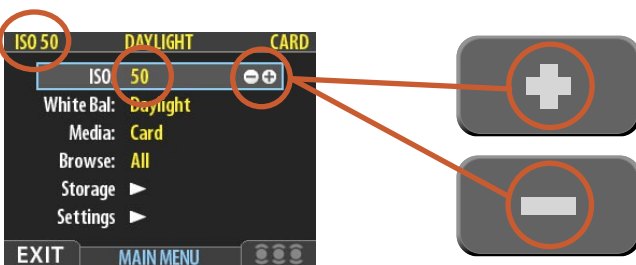 ISO 50 DAYLIGHT CARD
ISO 50
White Bal: Daylight
Media: Card
Browse: All
Storage
Settings
EXIT MAIN MENU